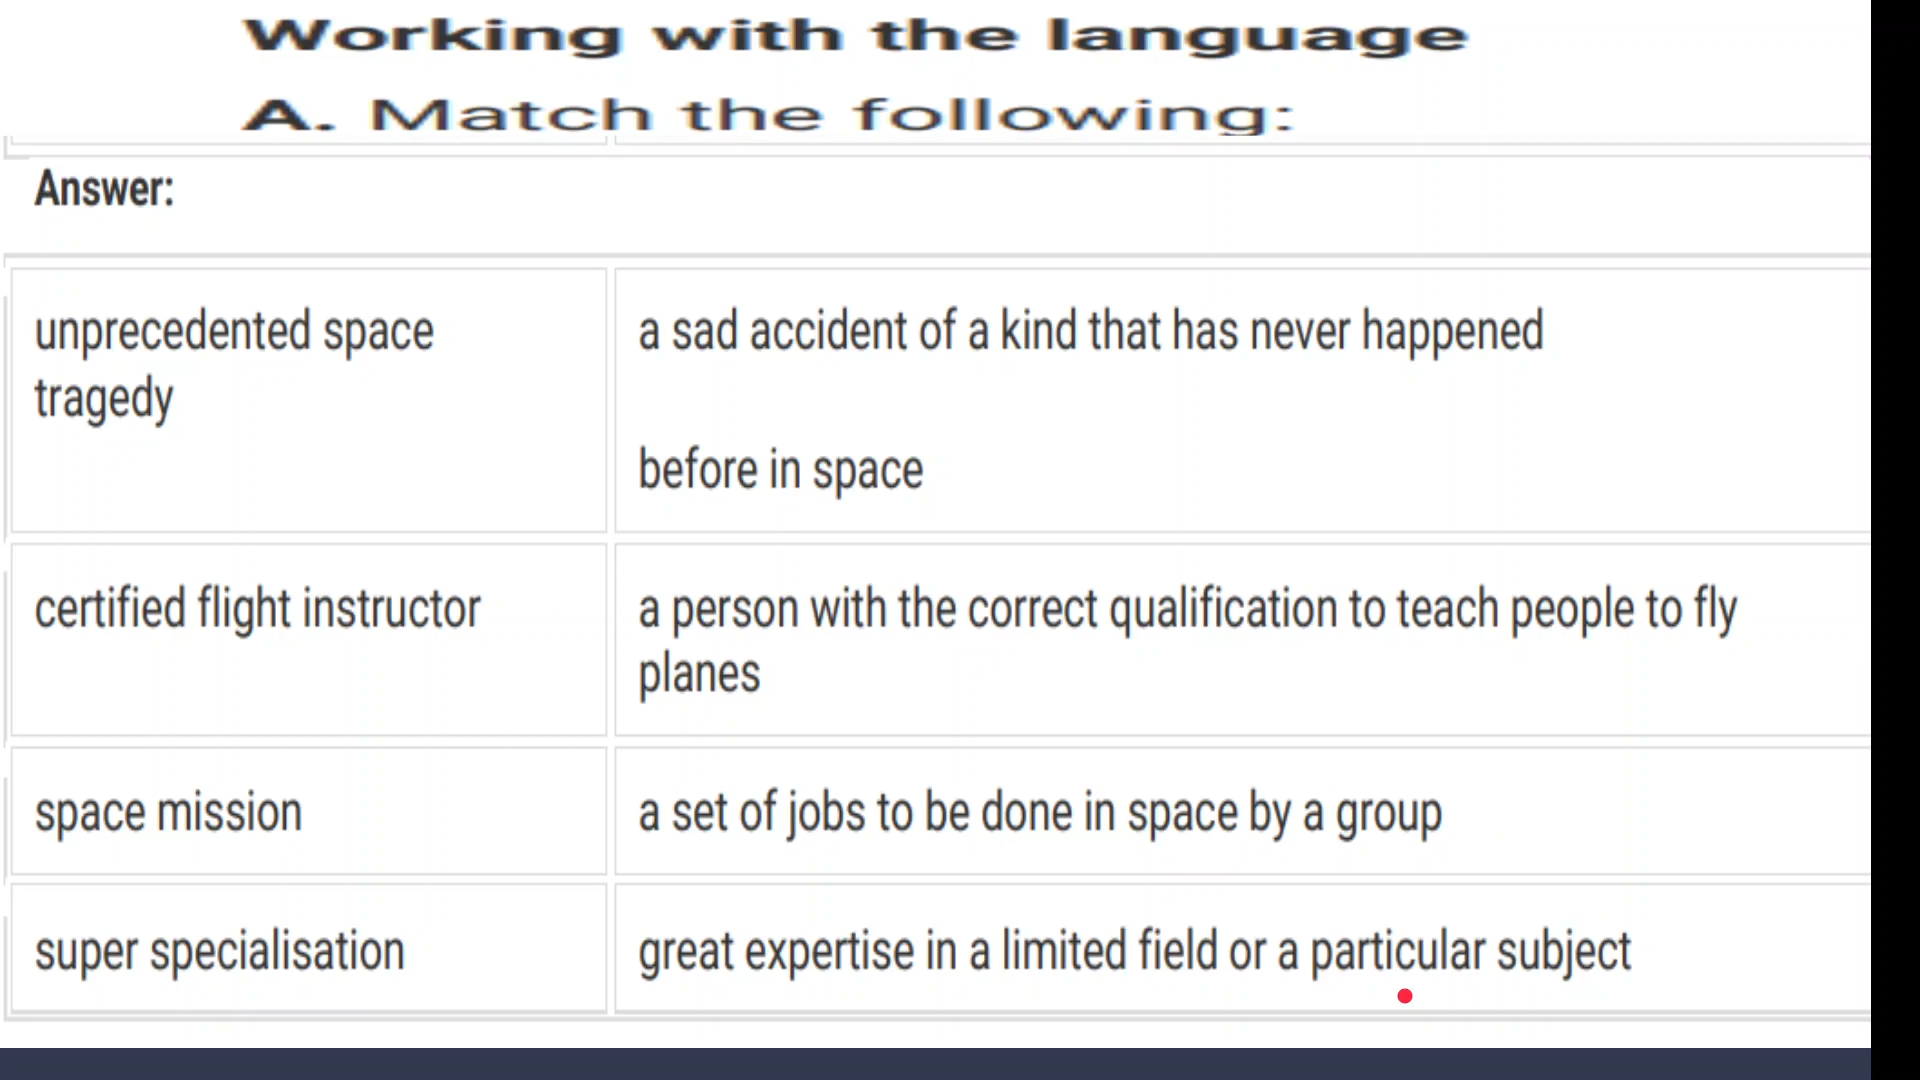 Working with the language
A. Match the following:
Answer:
unprecedented space
tragedy
a sad accident of a kind that has never happened
before in space
certified flight instructor
a person with the correct qualification to teach people to fly
planes
space mission
a set of jobs to be done in space by a group
super specialisation
great expertise in a limited field or a particular subject